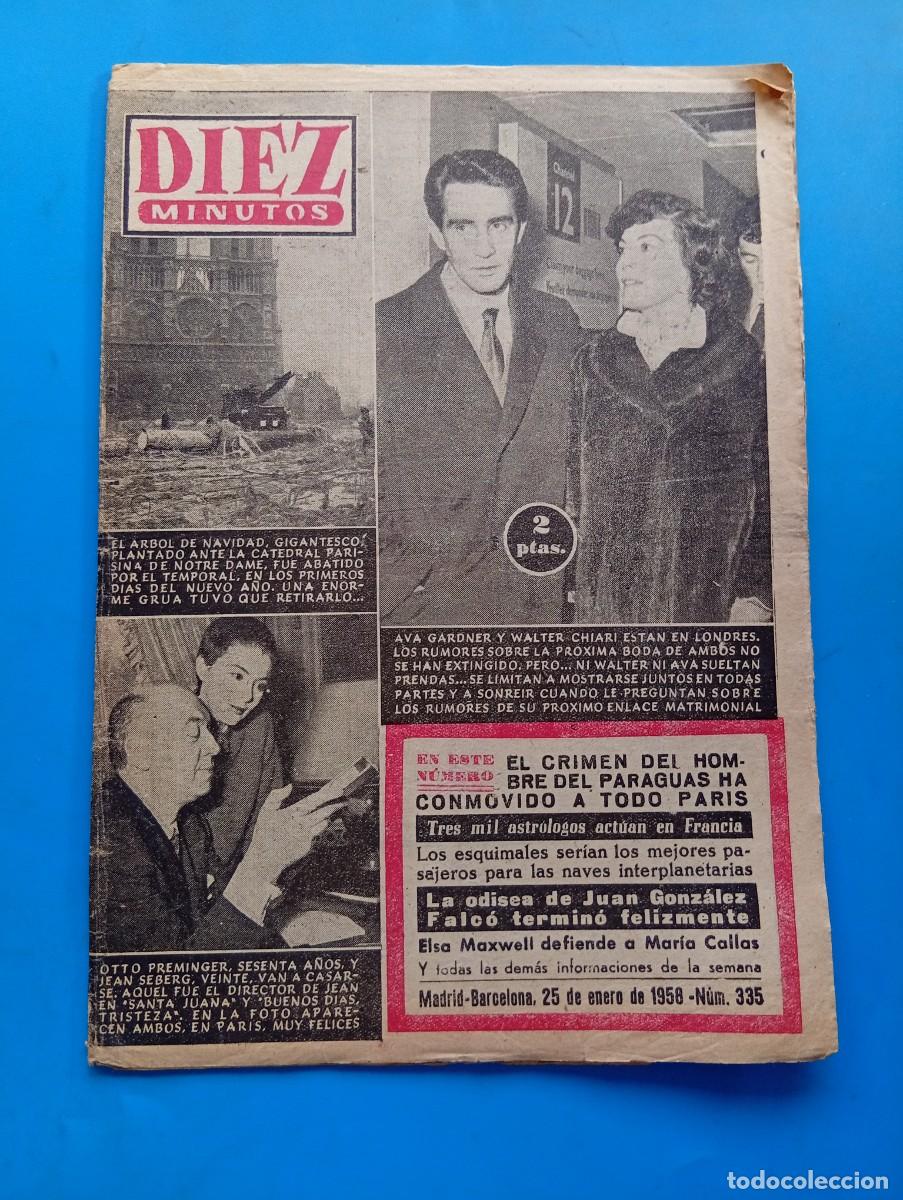 DIEZ
MINUTOS
Channel
12
EL ARBOL DE NAVIDAD, GIGANTESCO,
PLANTADO ANTE LA CATEDRAL PARI-
SINA DE NOTRE DAME, FUE ABATIDO
POR EL TEMPORAL, EN LOS PRIMEROS
DIAS DEL NUEVO AÑO. UNA ENOR-
ME GRUA TUVO QUE RETIRARLO...
2
ptas.
AVA GARDNER Y WALTER CHIARI ESTAN EN LONDRES.
LOS RUMORES SOBRE LA PROXIMA BODA DE AMBOS NO
SE HAN EXTINGIDO, PERO... NI WALTER NI AVA SUELTAN
PRENDAS... SE LIMITAN A MOSTRARSE JUNTOS EN TODAS
PARTES Y A SONREIR CUANDO LE PREGUNTAN SOBRE
LOS RUMORES DE SU PROXIMO ENLACE MATRIMONIAL
OTTO PREMINGER, SESENTA AÑOS, Y
JEAN SEBERG, VEINTE, VAN A CASAR-
SE. AQUEL FUE EL DIRECTOR DE JEAN
EN "SANTA JUANA" Y "BUENOS DIAS,
TRISTEZA". EN LA FOTO APARE-
CEN AMBOS, EN PARIS, MUY FELICES
EN ESTE
NÚMERO
EL CRIMEN DEL HOM-
BRE DEL PARAGUAS HA
CONMOVIDO A TODO PARIS
Tres mil astrólogos actúan en Francia
Los esquimales serían los mejores pa-
sajeros para las naves interplanetarias
La odisea de Juan González
Falcó terminó felizmente
Elsa Maxwell defiende a María Callas
Y todas las demás informaciones de la semana
Madrid-Barcelona, 25 de enero de 1958 -Núm. 335
todocoleccion